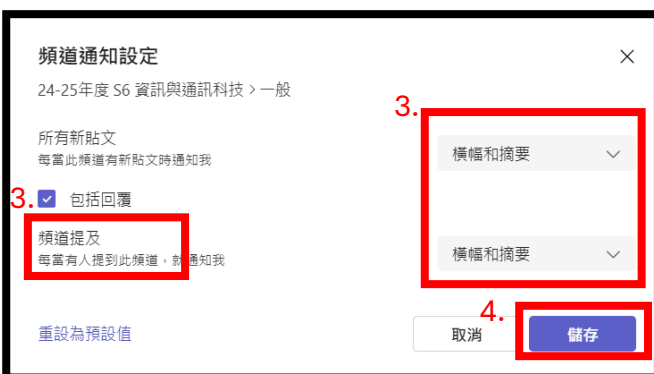 頻道通知設定
24-25年度 S6 資訊與通訊科技 > 一般
3.
所有新貼文
每當此頻道有新貼文時通知我
橫幅和摘要
3.
包括回覆
頻道提及
每當有人提到此頻道，就通知我
橫幅和摘要
4.
重設為預設值
取消
儲存